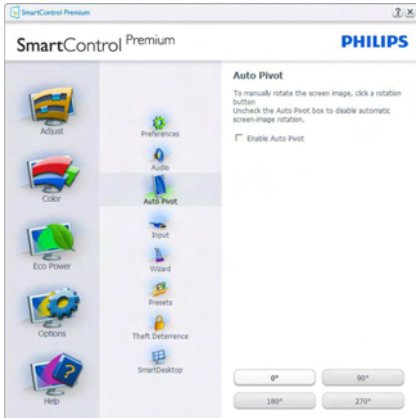 SmartControl Premium
? ×
SmartControl Premium
PHILIPS
Adjust
Color
Eco Power
Options
Help
Preferences
Audio
Auto Pivot
Input
Wizard
Presets
Theft Deterrence
SmartDesktop
Auto Pivot
To manually rotate the screen image, click a rotation
button
Uncheck the Auto Pivot box to disable automatic
screen-image rotation.
Enable Auto Pivot
0°
90°
180°
270°